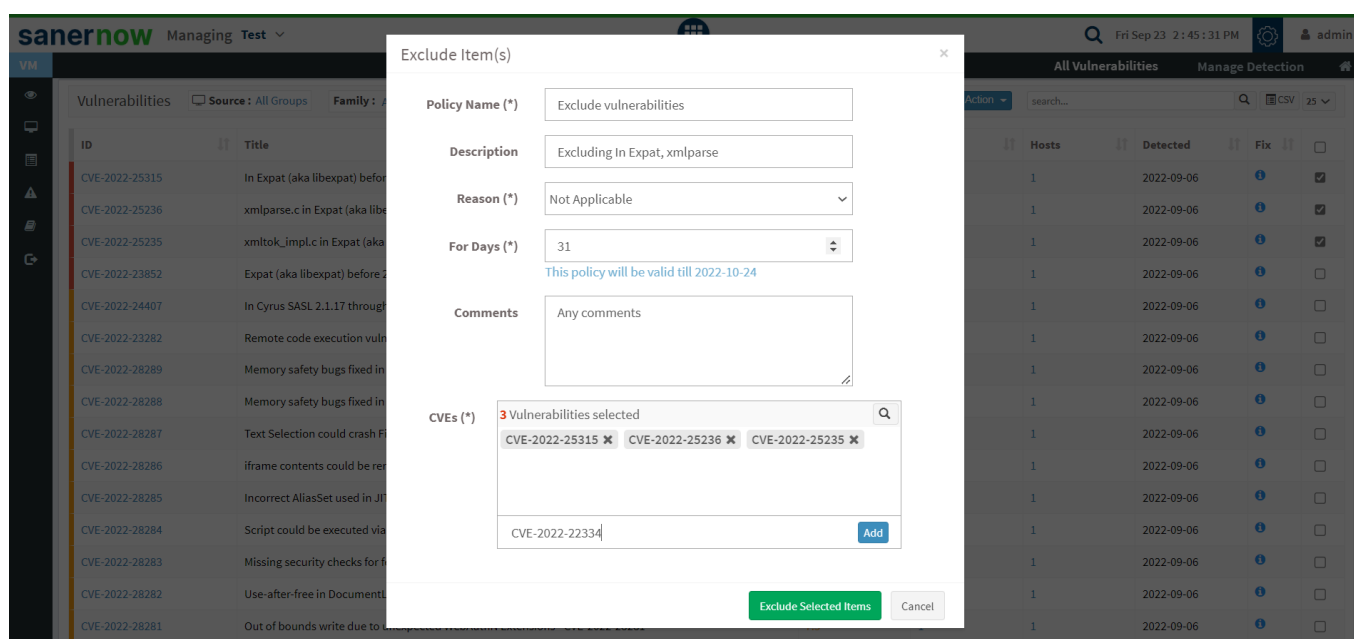 sanernow Managing Test Fri Sep 23 2:45:31 PM admin
VM All Vulnerabilities Manage Detection
Exclude Item(s) ×
Vulnerabilities Source : All Groups Family : Action search... CSV 25
ID Title Hosts Detected Fix
CVE-2022-25315 In Expat (aka libexpat) 1 2022-09-06
CVE-2022-25236 xmlparse.c in Expat (aka 1 2022-09-06
CVE-2022-25235 xmltok_impl.c in Expat (aka 1 2022-09-06
CVE-2022-23852 Expat (aka libexpat) before 1 2022-09-06
CVE-2022-24407 In Cyrus SASL 2.1.17 through 1 2022-09-06
CVE-2022-23282 Remote code execution 1 2022-09-06
CVE-2022-28289 Memory safety bugs fixed in 1 2022-09-06
CVE-2022-28288 Memory safety bugs fixed in 1 2022-09-06
CVE-2022-28287 Text Selection could crash 1 2022-09-06
CVE-2022-28286 iframe contents could be 1 2022-09-06
CVE-2022-28285 Incorrect AliasSet used in 1 2022-09-06
CVE-2022-28284 Script could be executed via 1 2022-09-06
CVE-2022-28283 Missing security checks for 1 2022-09-06
CVE-2022-28282 Use-after-free in 1 2022-09-06
CVE-2022-28281 Out of bounds write due to 1 2022-09-06
Policy Name (*) Exclude vulnerabilities
Description Excluding In Expat, xmlparse
Reason (*) Not Applicable
For Days (*) 31
This policy will be valid till 2022-10-24
Comments Any comments
CVEs (*) 3 Vulnerabilities selected
CVE-2022-25315 CVE-2022-25236 CVE-2022-25235
CVE-2022-22334 Add
Exclude Selected Items Cancel